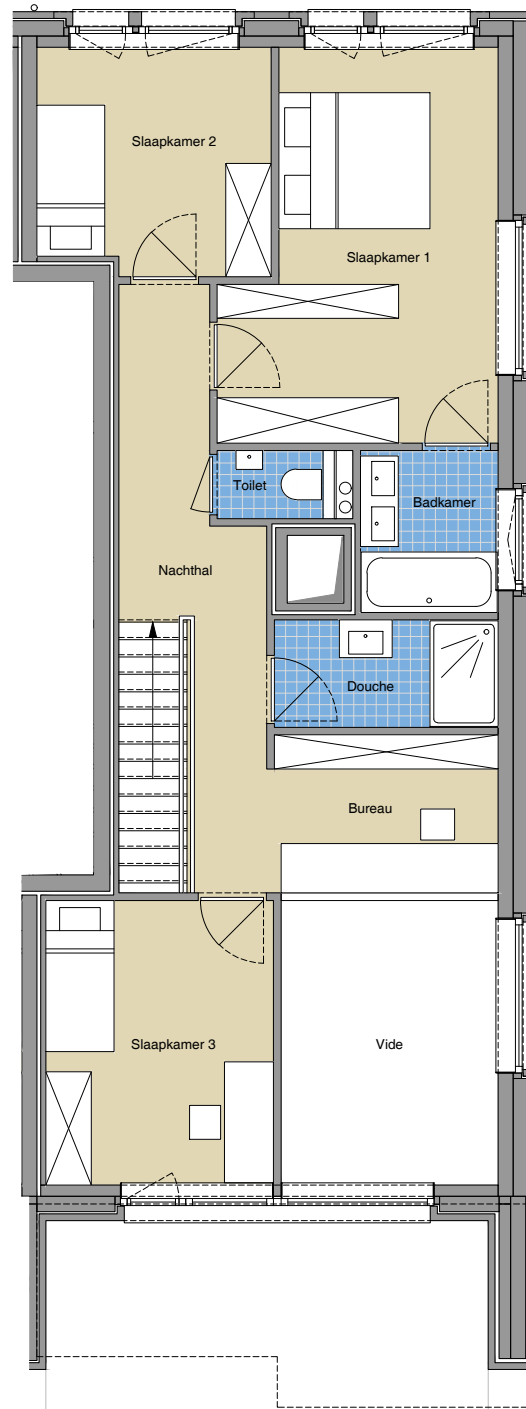 Slaapkamer 2
Slaapkamer 1
Toilet
Badkamer
Nachthal
Douche
Bureau
Slaapkamer 3
Vide